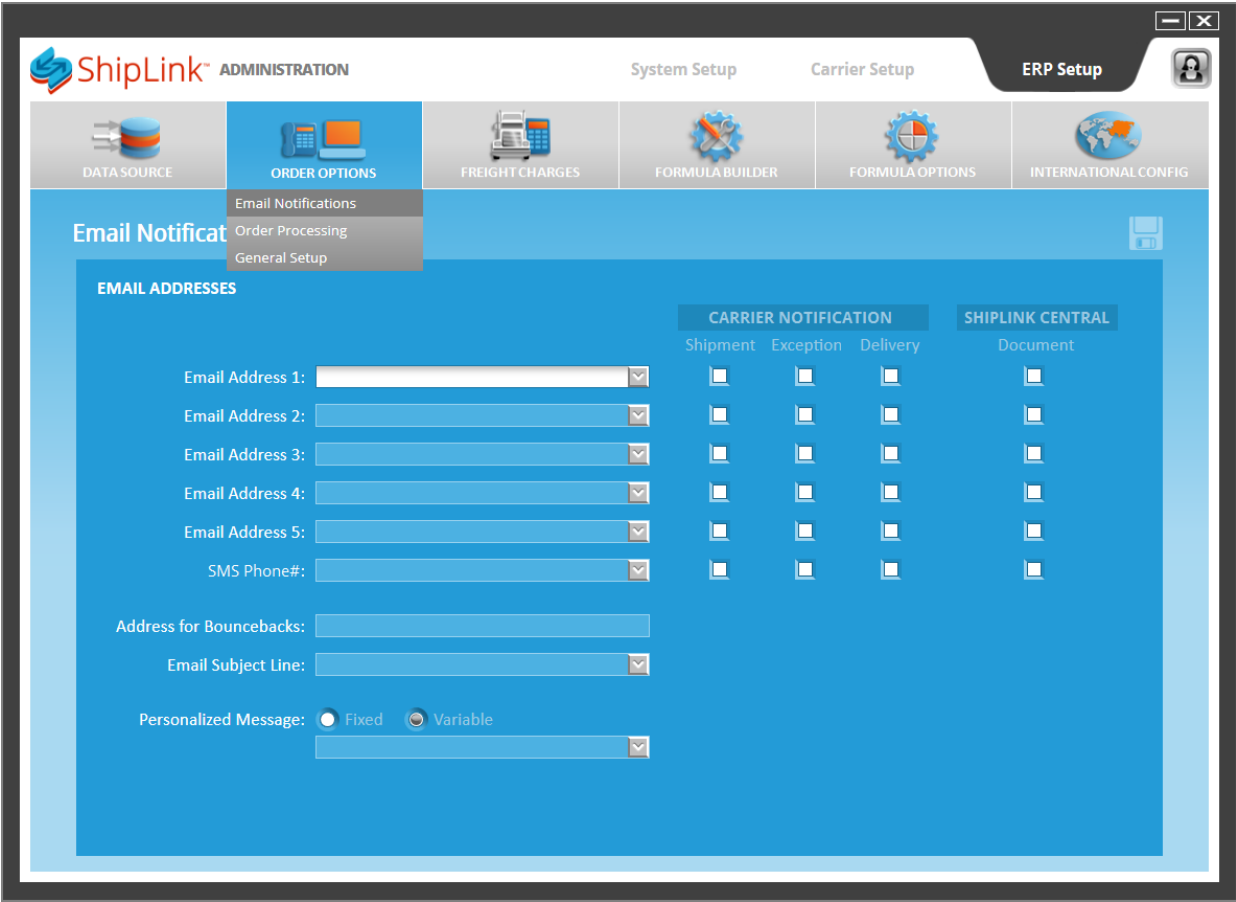 ShipLink™ ADMINISTRATION System Setup Carrier Setup ERP Setup
DATA SOURCE ORDER OPTIONS FREIGHT CHARGES FORMULA BUILDER FORMULA OPTIONS INTERNATIONAL CONFIG
Email Notifications
Email Notificat Order Processing
General Setup
EMAIL ADDRESSES
CARRIER NOTIFICATION SHIPLINK CENTRAL
Shipment Exception Delivery Document
Email Address 1:
Email Address 2:
Email Address 3:
Email Address 4:
Email Address 5:
SMS Phone#:
Address for Bouncebacks:
Email Subject Line:
Personalized Message: Fixed Variable